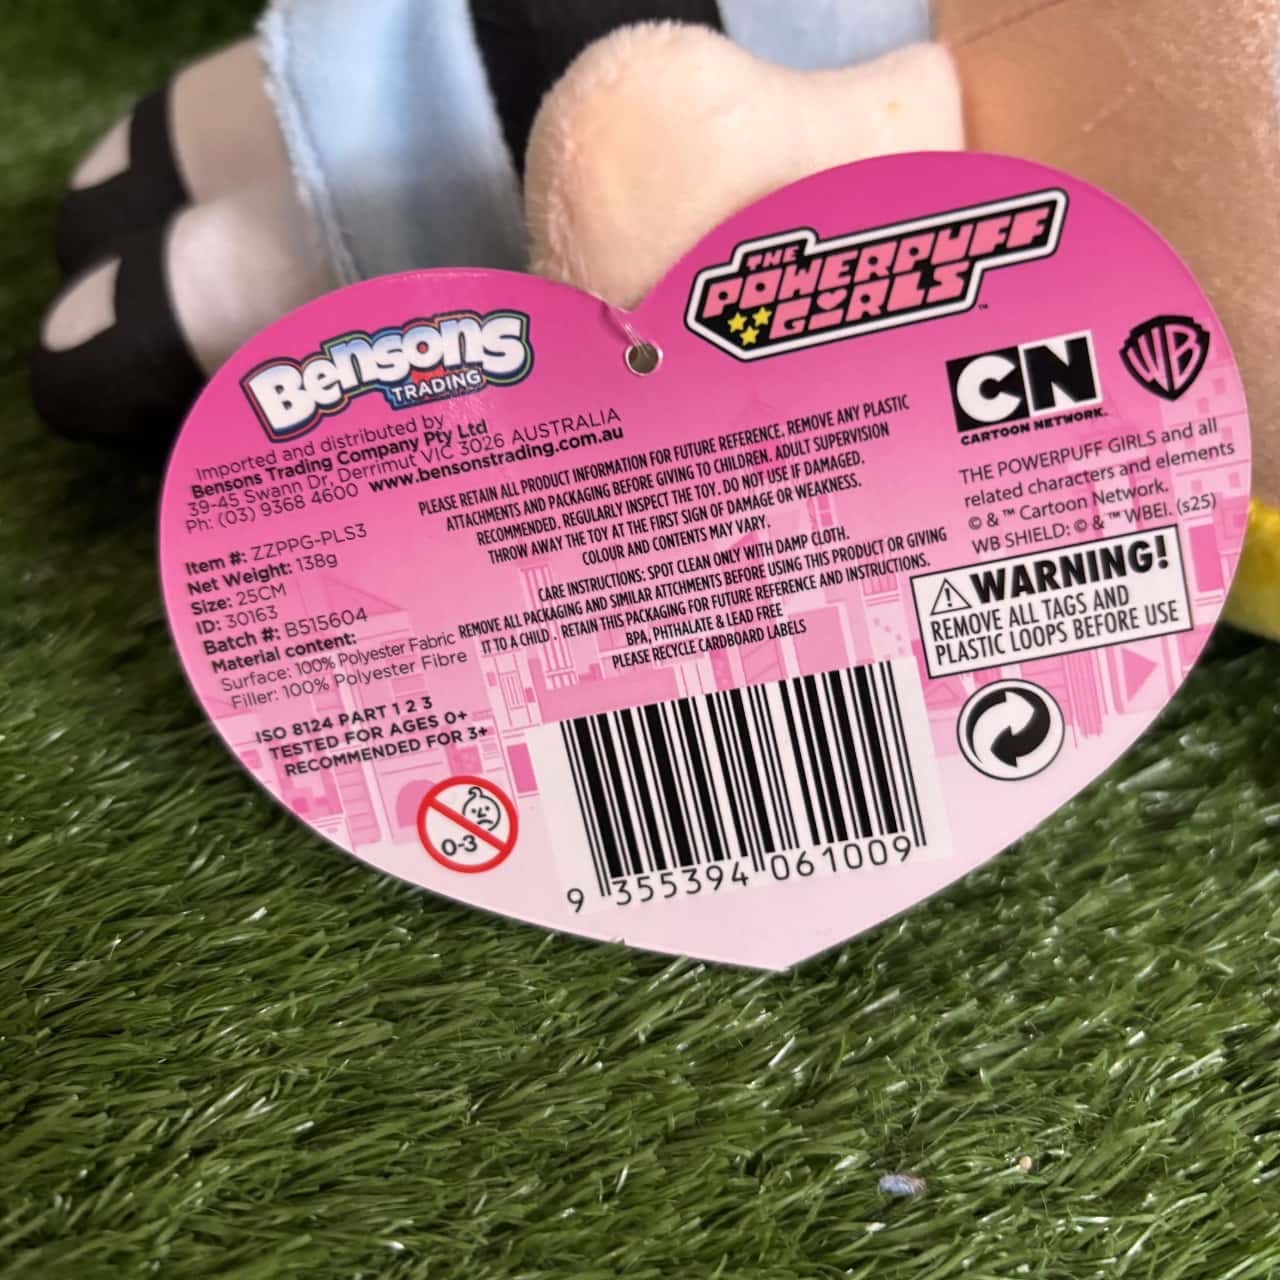 Bensons
TRADING
Imported and distributed by
Bensons Trading Company Pty Ltd
39-45 Swann Dr, Derrimut VIC 3026 AUSTRALIA
Ph: (03) 9368 4600 www.bensonstrading.com.au
Item #: ZZPPG-PLS3
Net Weight: 138g
Size: 25CM
ID: 30163
Batch #: B515604
Material content:
Surface: 100% Polyester Fabric
Filler: 100% Polyester Fibre
ISO 8124 PART 1 2 3
TESTED FOR AGES 0+
RECOMMENDED FOR 3+
0-3
PLEASE RETAIN ALL PRODUCT INFORMATION FOR FUTURE REFERENCE. REMOVE ANY PLASTIC
ATTACHMENTS AND PACKAGING BEFORE GIVING TO CHILDREN. ADULT SUPERVISION
RECOMMENDED. REGULARLY INSPECT THE TOY. DO NOT USE IF DAMAGED.
THROW AWAY THE TOY AT THE FIRST SIGN OF DAMAGE OR WEAKNESS.
COLOUR AND CONTENTS MAY VARY.
CARE INSTRUCTIONS: SPOT CLEAN ONLY WITH DAMP CLOTH.
REMOVE ALL PACKAGING AND SIMILAR ATTCHMENTS BEFORE USING THIS PRODUCT OR GIVING
IT TO A CHILD . RETAIN THIS PACKAGING FOR FUTURE REFERENCE AND INSTRUCTIONS.
BPA, PHTHALATE & LEAD FREE
PLEASE RECYCLE CARDBOARD LABELS
9 355394 061009
THE
POWERPUFF
GIRLS™
CN
CARTOON NETWORK.
WB
THE POWERPUFF GIRLS and all
related characters and elements
© & ™ Cartoon Network.
WB SHIELD: © & ™ WBEI. (s25)
WARNING!
REMOVE ALL TAGS AND
PLASTIC LOOPS BEFORE USE